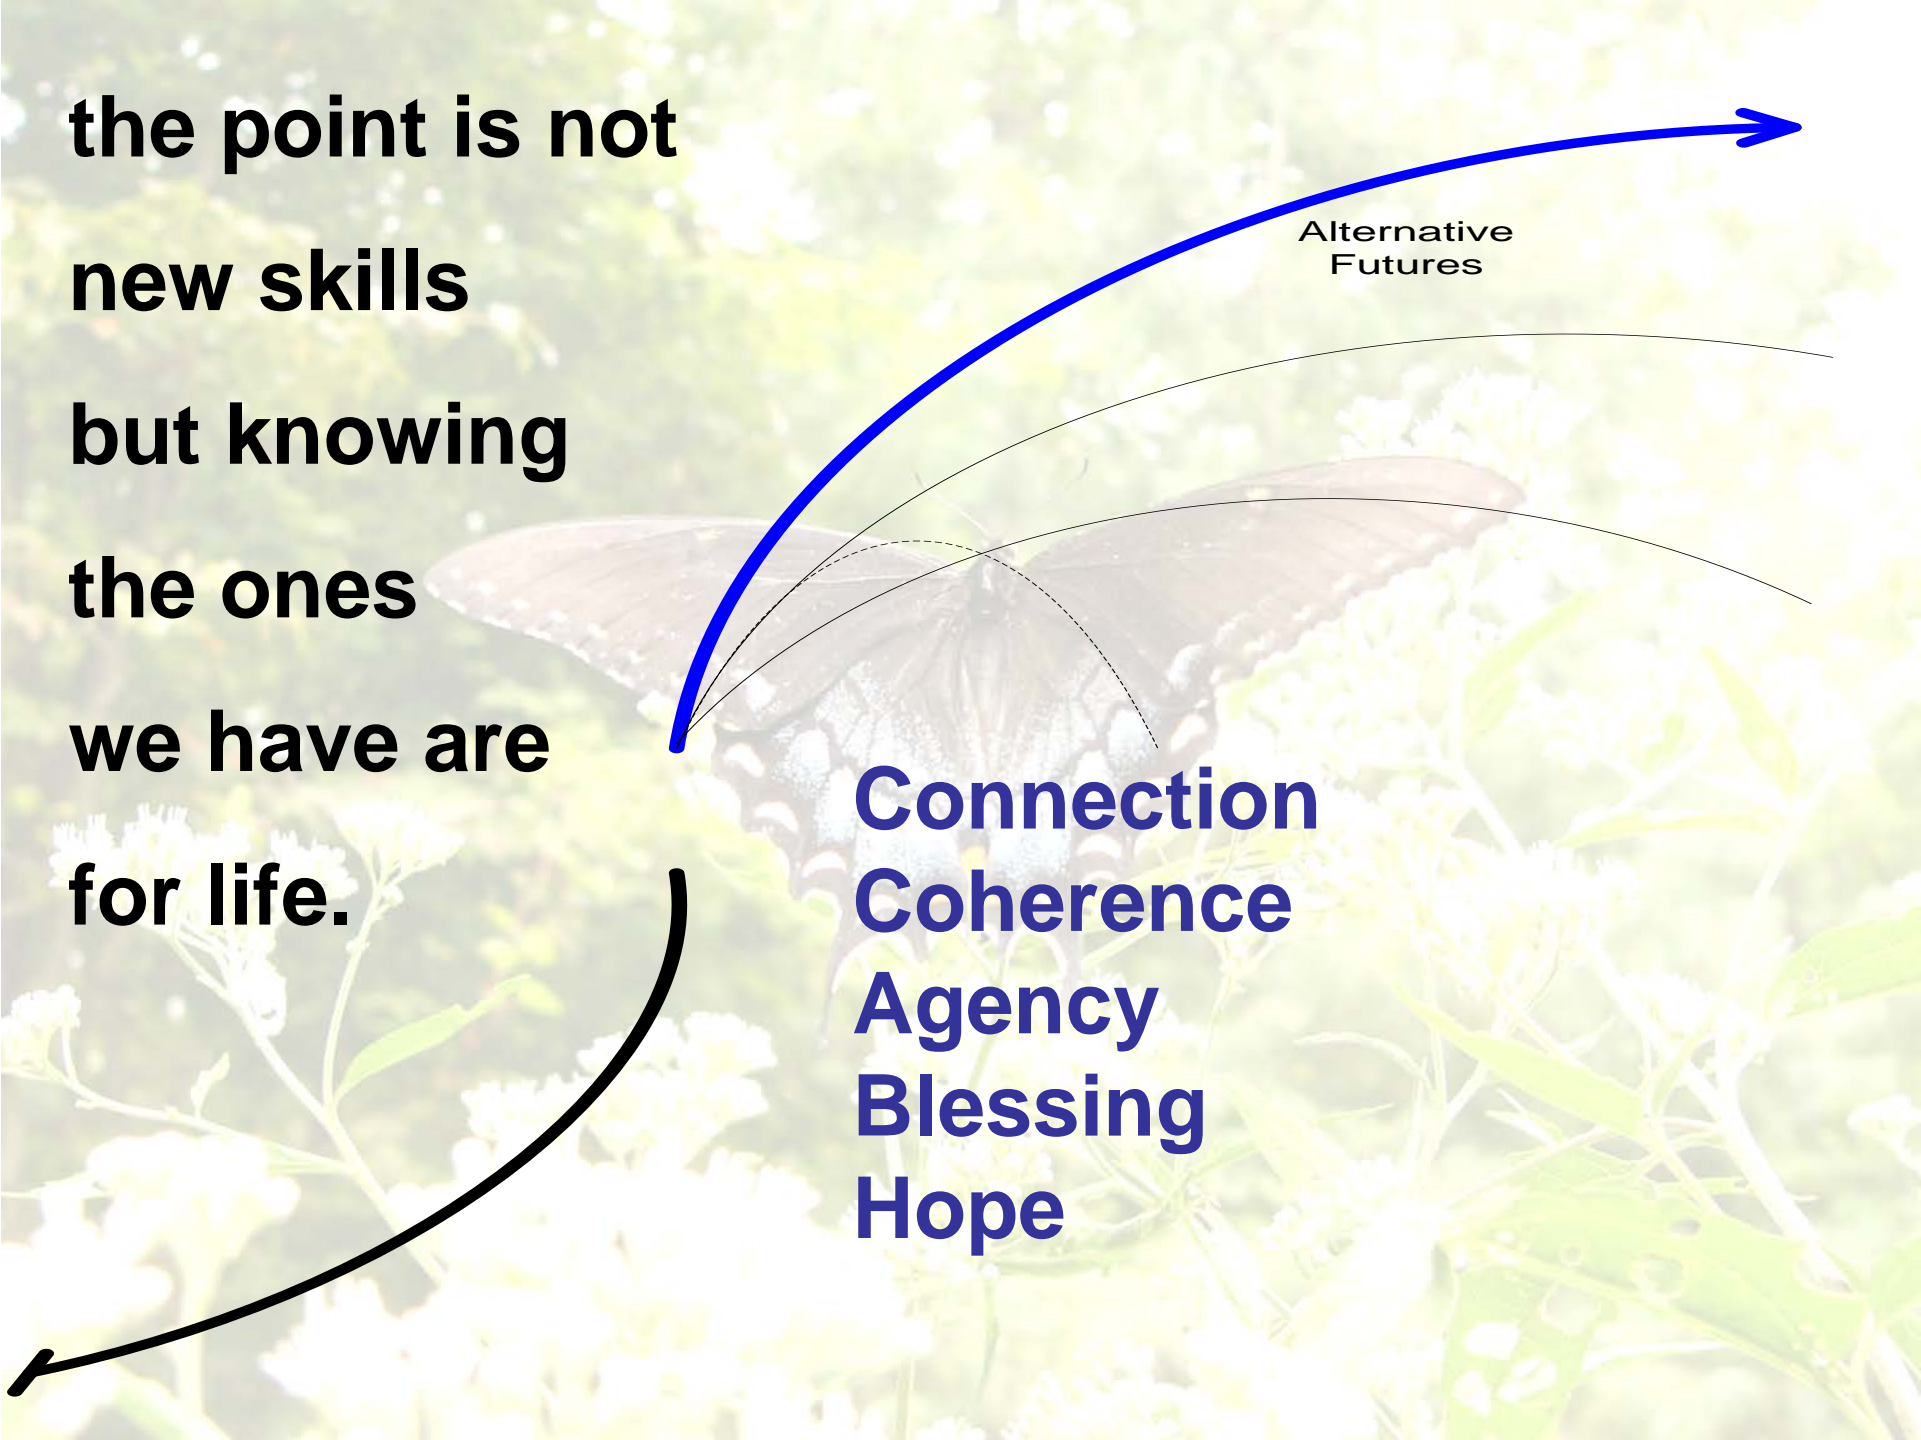 the point is not
new skills
but knowing
the ones
we have are
for life.
Alternative
Futures
Connection
Coherence
Agency
Blessing
Hope